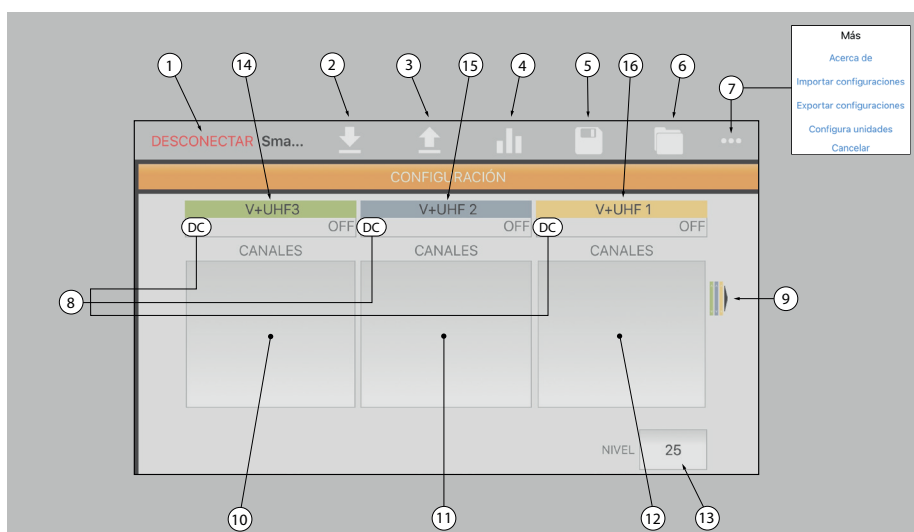 Más
Acerca de
Importar configuraciones
Exportar configuraciones
Configura unidades
Cancelar
1
14
2
3
4
15
5
16
6
7
DESCONECTAR Sma...
CONFIGURACIÓN
V+UHF3
V+UHF 2
V+UHF 1
DC OFF
DC OFF
DC OFF
CANALES
CANALES
CANALES
8
9
NIVEL 25
10
11
12
13